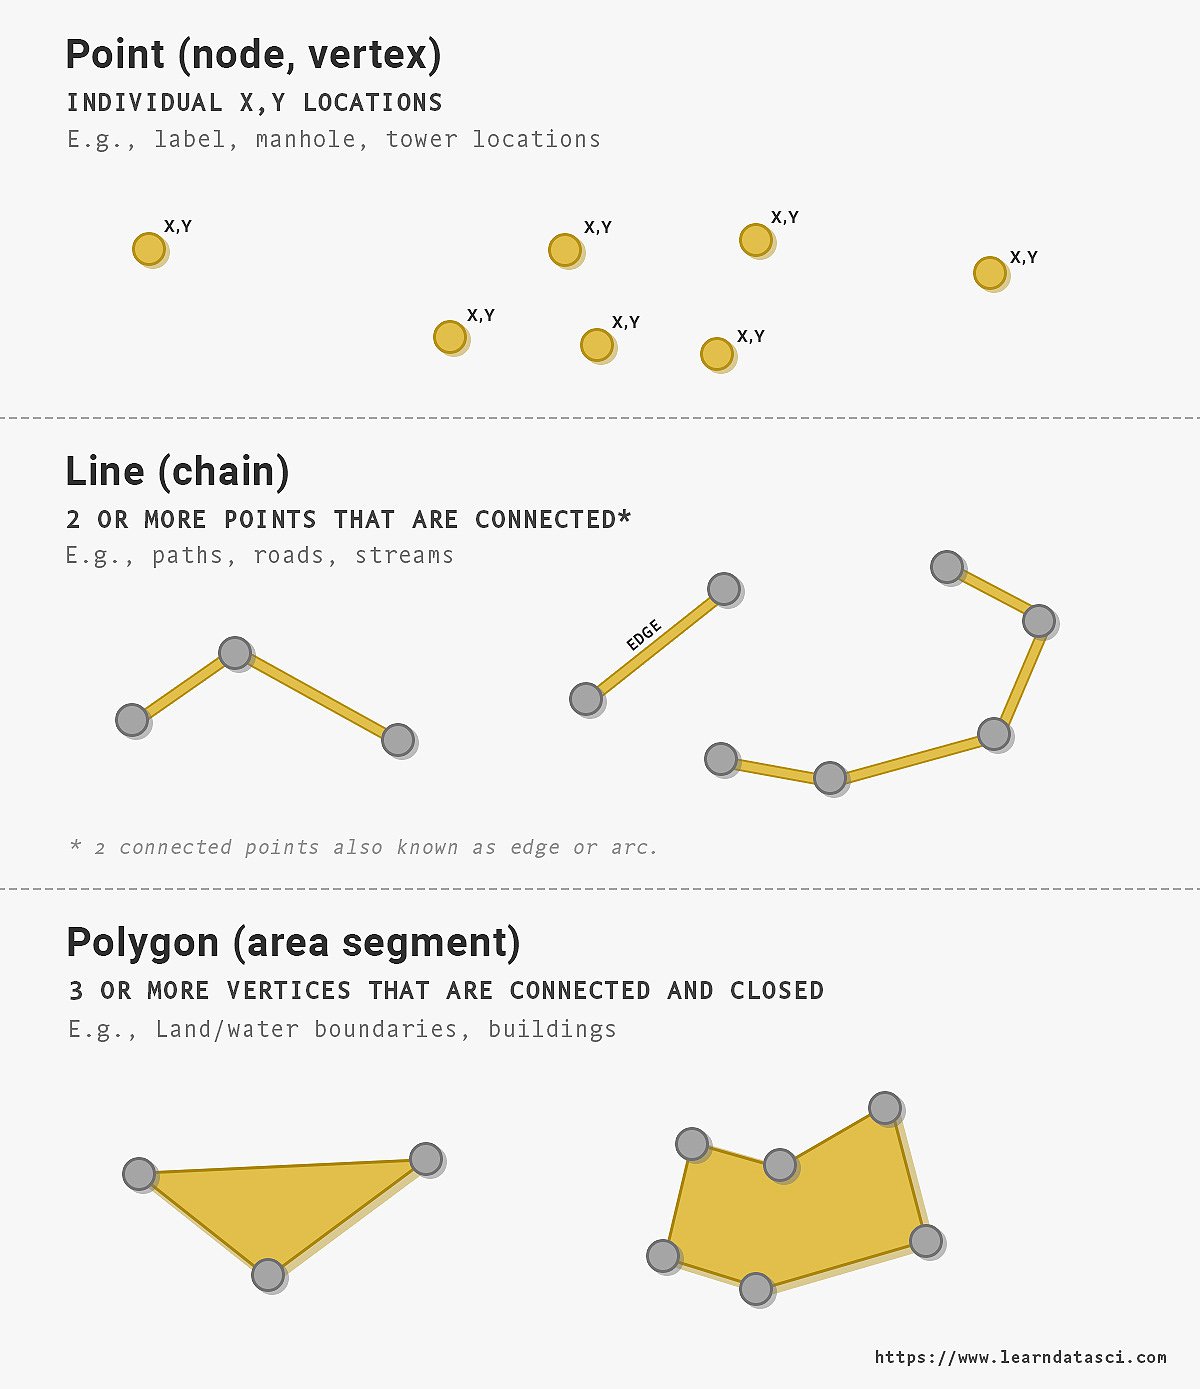 Point (node, vertex)
INDIVIDUAL X,Y LOCATIONS
E.g., label, manhole, tower locations
X,Y
X,Y
X,Y
X,Y
X,Y
X,Y
X,Y
Line (chain)
2 OR MORE POINTS THAT ARE CONNECTED*
E.g., paths, roads, streams
EDGE
* 2 connected points also known as edge or arc.
Polygon (area segment)
3 OR MORE VERTICES THAT ARE CONNECTED AND CLOSED
E.g., Land/water boundaries, buildings
https://www.learndatasci.com